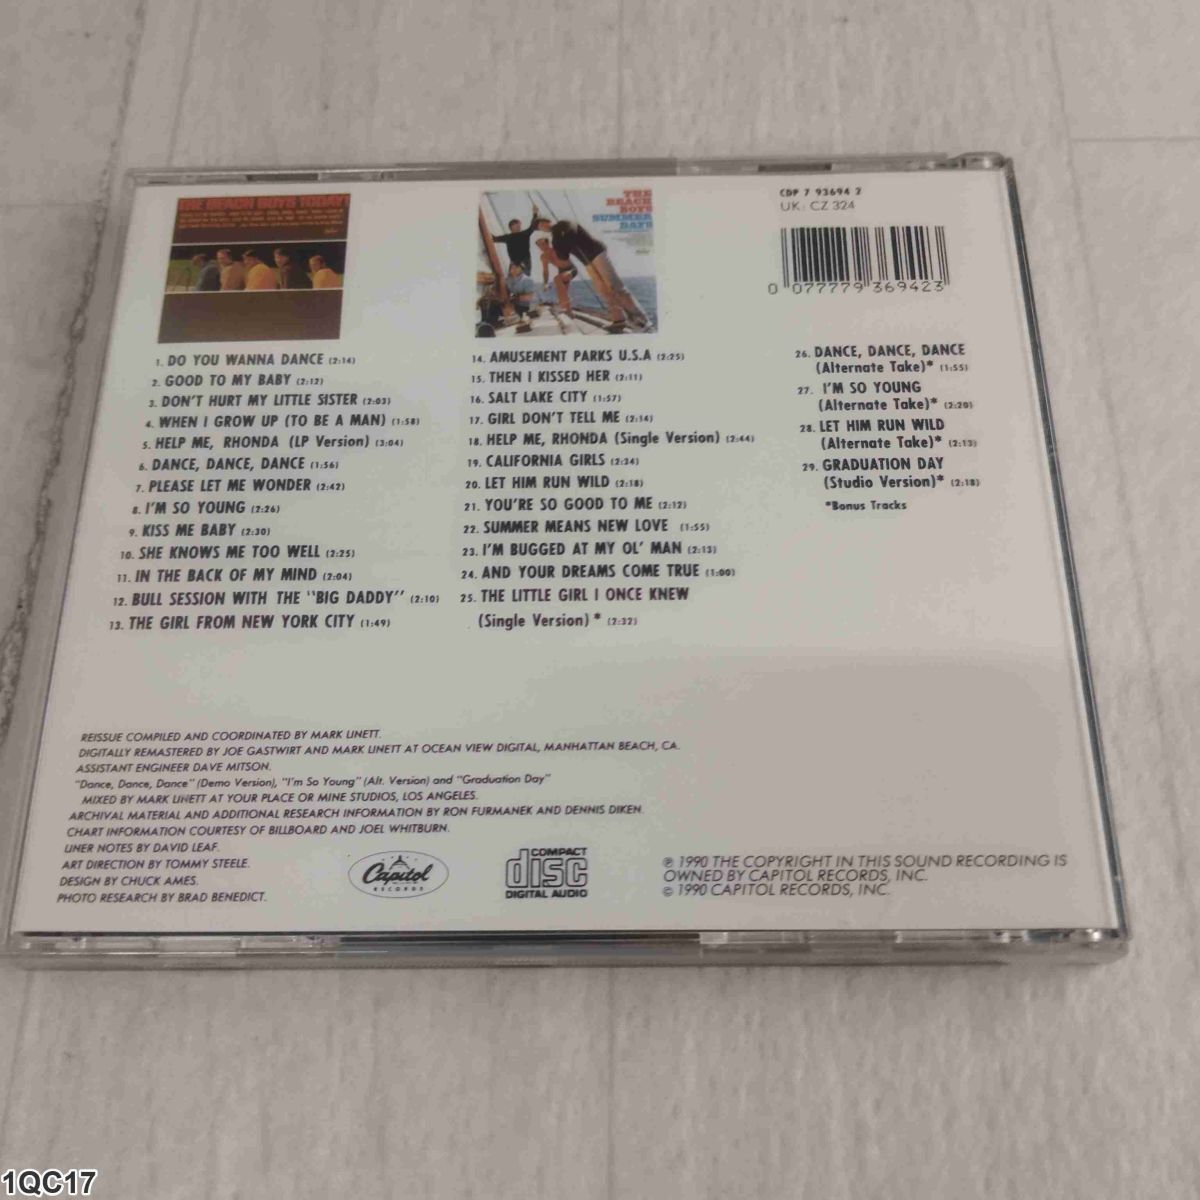 THE BEACH BOYS TODAY!
THE
BEACH
BOYS
SUMMER
DAYS
CDP 7 93694 2
UK: CZ 324
0 077779 369423
1. DO YOU WANNA DANCE (2:14)
2. GOOD TO MY BABY (2:12)
3. DON'T HURT MY LITTLE SISTER (2:03)
4. WHEN I GROW UP (TO BE A MAN) (1:58)
5. HELP ME, RHONDA (LP Version) (3:04)
6. DANCE, DANCE, DANCE (1:56)
7. PLEASE LET ME WONDER (2:42)
8. I'M SO YOUNG (2:26)
9. KISS ME BABY (2:30)
10. SHE KNOWS ME TOO WELL (2:25)
11. IN THE BACK OF MY MIND (2:04)
12. BULL SESSION WITH THE "BIG DADDY" (2:10)
13. THE GIRL FROM NEW YORK CITY (1:49)
14. AMUSEMENT PARKS U.S.A (2:25)
15. THEN I KISSED HER (2:11)
16. SALT LAKE CITY (1:57)
17. GIRL DON'T TELL ME (2:14)
18. HELP ME, RHONDA (Single Version) (2:44)
19. CALIFORNIA GIRLS (2:34)
20. LET HIM RUN WILD (2:18)
21. YOU'RE SO GOOD TO ME (2:12)
22. SUMMER MEANS NEW LOVE (1:55)
23. I'M BUGGED AT MY OL' MAN (2:13)
24. AND YOUR DREAMS COME TRUE (1:00)
25. THE LITTLE GIRL I ONCE KNEW
(Single Version) * (2:32)
26. DANCE, DANCE, DANCE
(Alternate Take)* (1:55)
27. I'M SO YOUNG
(Alternate Take)* (2:20)
28. LET HIM RUN WILD
(Alternate Take)* (2:13)
29. GRADUATION DAY
(Studio Version)* (2:18)
*Bonus Tracks
REISSUE COMPILED AND COORDINATED BY MARK LINETT.
DIGITALLY REMASTERED BY JOE GASTWIRT AND MARK LINETT AT OCEAN VIEW DIGITAL, MANHATTAN BEACH, CA.
ASSISTANT ENGINEER DAVE MITSON.
"Dance, Dance, Dance" (Demo Version), "I'm So Young" (Alt. Version) and "Graduation Day"
MIXED BY MARK LINETT AT YOUR PLACE OR MINE STUDIOS, LOS ANGELES.
ARCHIVAL MATERIAL AND ADDITIONAL RESEARCH INFORMATION BY RON FURMANEK AND DENNIS DIKEN.
CHART INFORMATION COURTESY OF BILLBOARD AND JOEL WHITBURN.
LINER NOTES BY DAVID LEAF.
ART DIRECTION BY TOMMY STEELE.
DESIGN BY CHUCK AMES.
PHOTO RESEARCH BY BRAD BENEDICT.
Capitol
RECORDS
COMPACT
disc
DIGITAL AUDIO
℗ 1990 THE COPYRIGHT IN THIS SOUND RECORDING IS
OWNED BY CAPITOL RECORDS, INC.
© 1990 CAPITOL RECORDS, INC.
1QC17